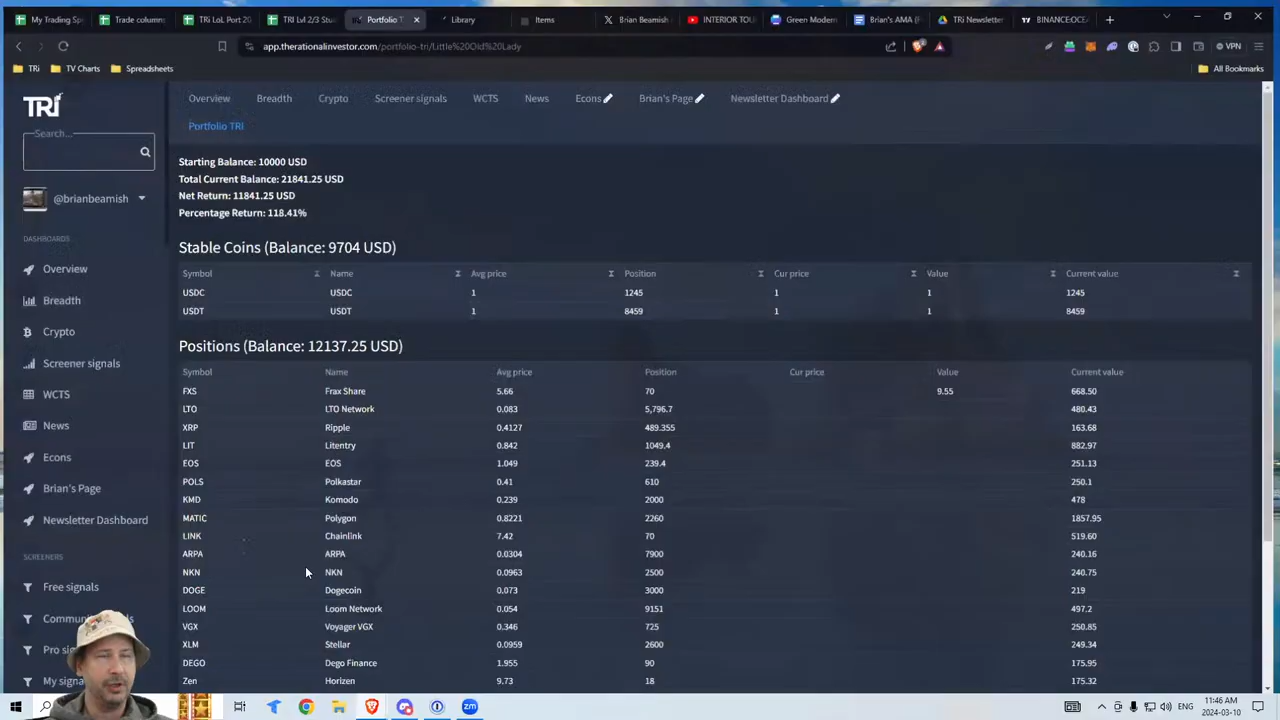 My Trading Spr
Trade column:
TRi LoL Port 20
TRI Lvl 2/3 Stud
Portfolio T
Library
Items
Brian Beamish
INTERIOR TOUR
Green Modern
Brian's AMA (R
TRi Newsletter
BINANCE:OCEA
app.therationalinvestor.com/portfolio-tri/Little%20Old%20Lady
VPN
TRi
TV Charts
Spreadsheets
All Bookmarks
TRI
Search...
@brianbeamish
DASHBOARDS
Overview
Breadth
Crypto
Screener signals
WCTS
News
Econs
Brian's Page
Newsletter Dashboard
SCREENERS
Free signals
Overview
Breadth
Crypto
Screener signals
WCTS
News
Econs
Brian's Page
Newsletter Dashboard
Portfolio TRI
Starting Balance: 10000 USD
Total Current Balance: 21841.25 USD
Net Return: 11841.25 USD
Percentage Return: 118.41%
Stable Coins (Balance: 9704 USD)
Symbol Name Avg price Position Cur price Value Current value
USDC USDC 1 1245 1 1 1245
USDT USDT 1 8459 1 1 8459
Positions (Balance: 12137.25 USD)
Symbol Name Avg price Position Cur price Value Current value
FXS Frax Share 5.66 70 9.55 668.50
LTO LTO Network 0.083 5,796.7 480.43
XRP Ripple 0.4127 489.355 163.68
LIT Litentry 0.842 1049.4 882.97
EOS EOS 1.049 239.4 251.13
POLS Polkastar 0.41 610 250.1
KMD Komodo 0.239 2000 478
MATIC Polygon 0.8221 2260 1857.95
LINK Chainlink 7.42 70 519.60
ARPA ARPA 0.0304 7900 240.16
NKN NKN 0.0963 2500 240.75
DOGE Dogecoin 0.073 3000 219
LOOM Loom Network 0.054 9151 497.2
VGX Voyager VGX 0.346 725 250.85
XLM Stellar 0.0959 2600 249.34
DEGO Dego Finance 1.955 90 175.95
Zen Horizen 9.73 18 175.32
ENG
11:46 AM
2024-03-10